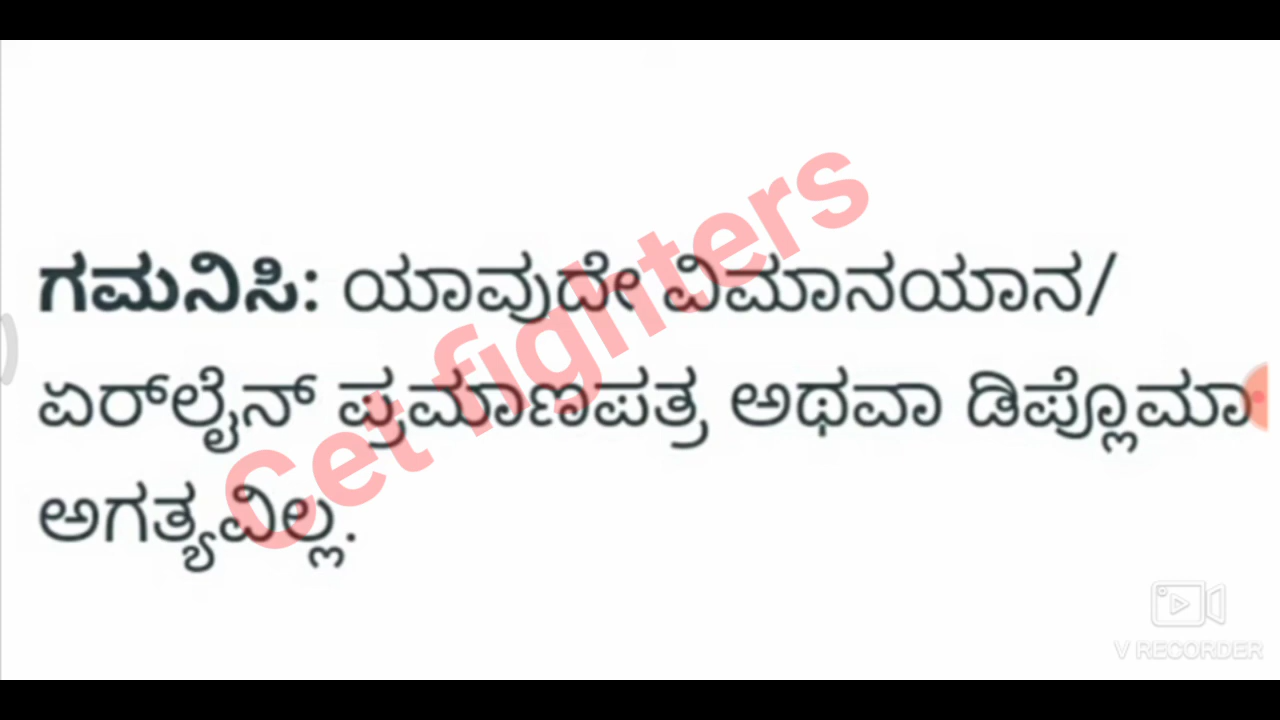 ಗಮನಿಸಿ: ಯಾವುದೇ ವಿಮಾನಯಾನ/
ಏರ್‌ಲೈನ್ ಪ್ರಮಾಣಪತ್ರ ಅಥವಾ ಡಿಪ್ಲೊಮಾ
ಅಗತ್ಯವಿಲ್ಲ.
Cet fighters
V RECORDER